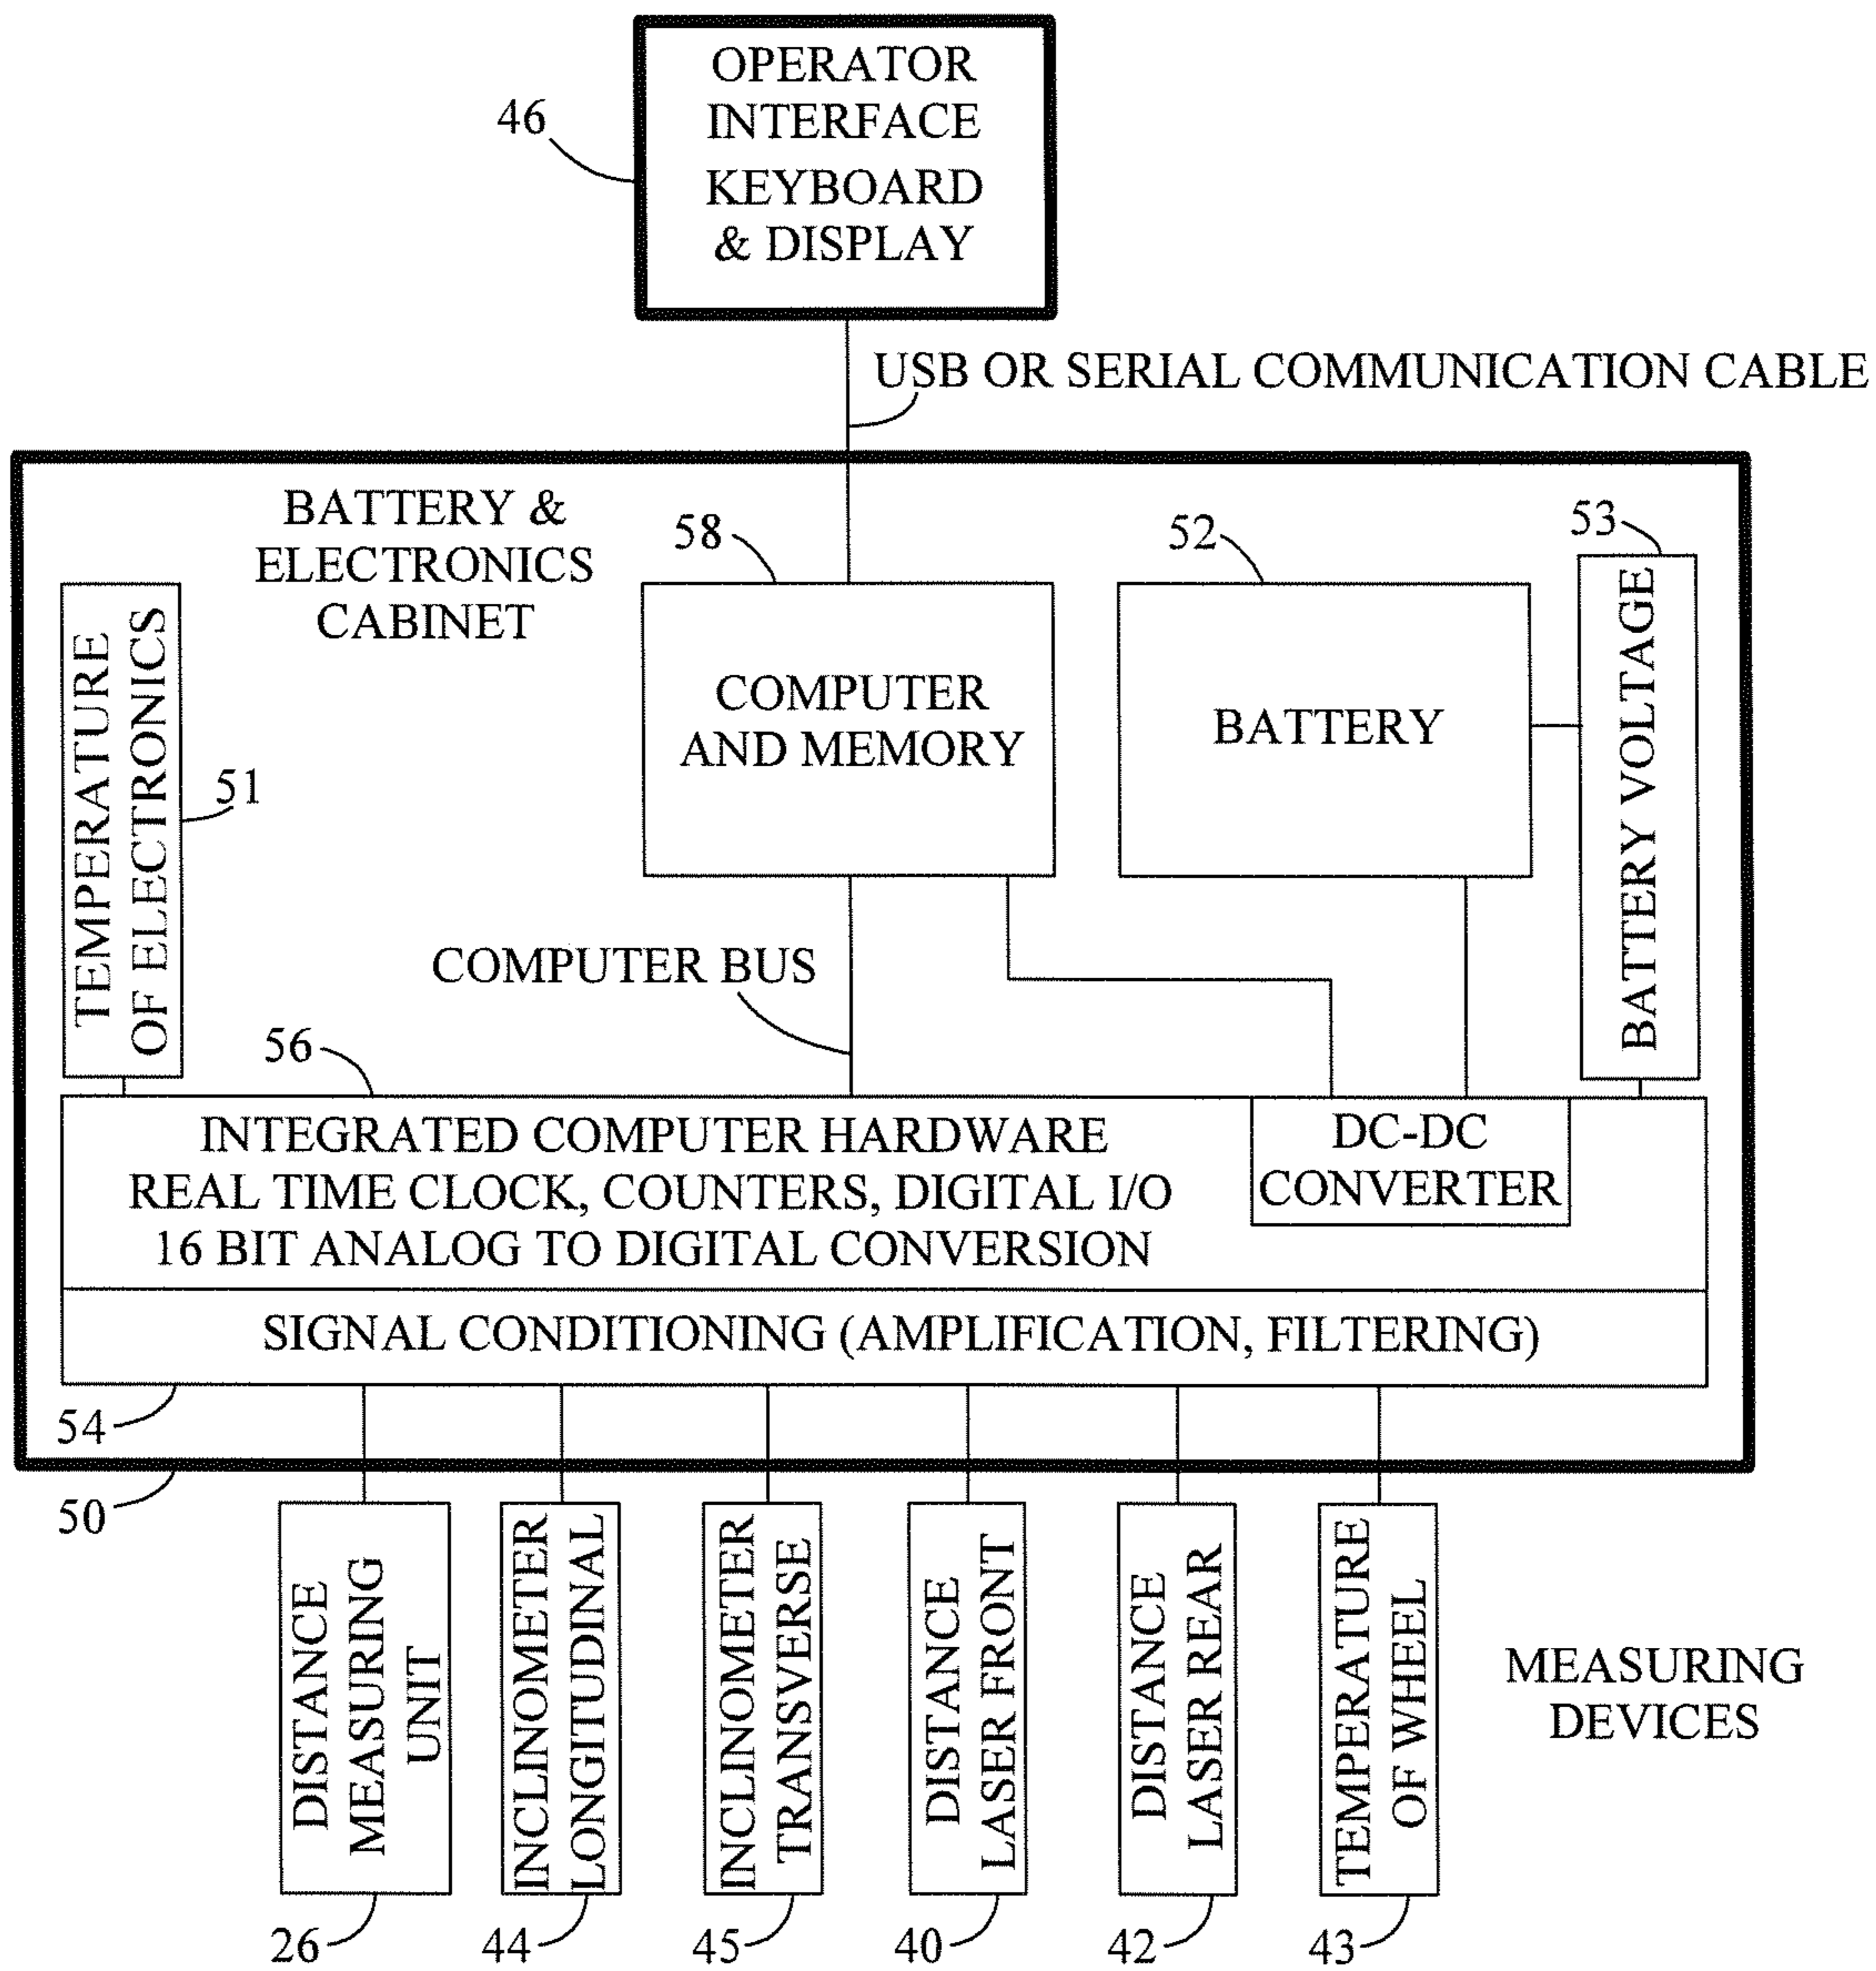 OPERATOR
INTERFACE
KEYBOARD
& DISPLAY
46
USB OR SERIAL COMMUNICATION CABLE
BATTERY &
ELECTRONICS
CABINET
58
52
53
TEMPERATURE
OF ELECTRONICS
51
COMPUTER
AND MEMORY
BATTERY
BATTERY VOLTAGE
COMPUTER BUS
56
INTEGRATED COMPUTER HARDWARE
REAL TIME CLOCK, COUNTERS, DIGITAL I/O
16 BIT ANALOG TO DIGITAL CONVERSION
DC-DC
CONVERTER
SIGNAL CONDITIONING (AMPLIFICATION, FILTERING)
54
50
DISTANCE
MEASURING
UNIT
INCLINOMETER
LONGITUDINAL
INCLINOMETER
TRANSVERSE
DISTANCE
LASER FRONT
DISTANCE
LASER REAR
TEMPERATURE
OF WHEEL
MEASURING
DEVICES
26
44
45
40
42
43